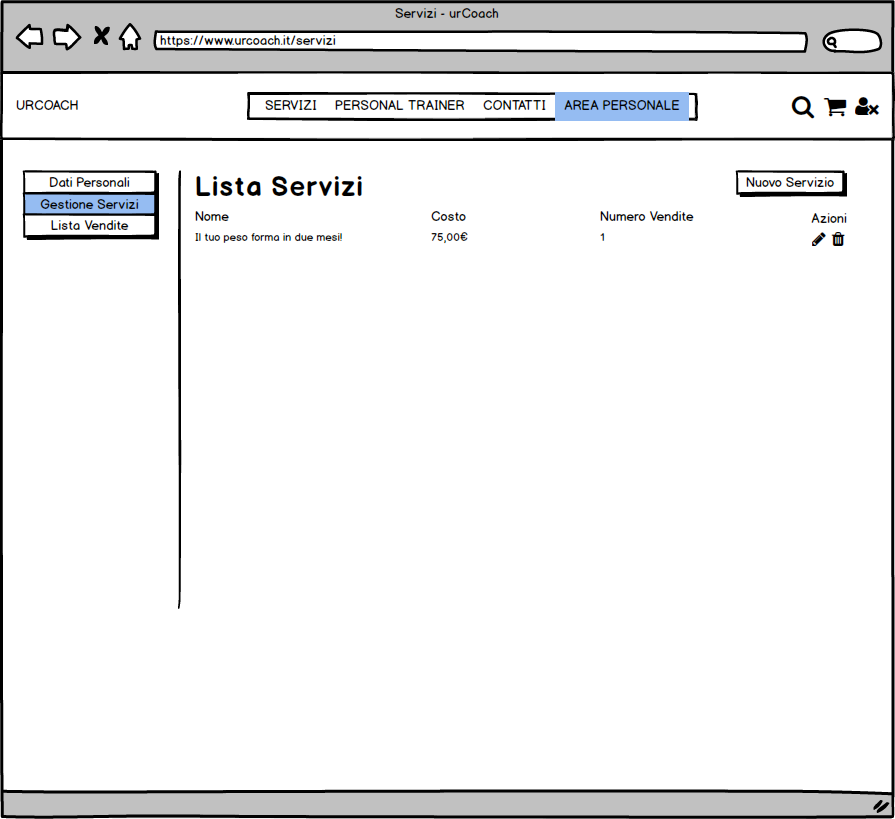 Servizi - urCoach
https://www.urcoach.it/servizi
URCOACH
SERVIZI PERSONAL TRAINER CONTATTI AREA PERSONALE
Dati Personali
Gestione Servizi
Lista Vendite
Lista Servizi
Nuovo Servizio
Nome Costo Numero Vendite Azioni
Il tuo peso forma in due mesi! 75,00€ 1